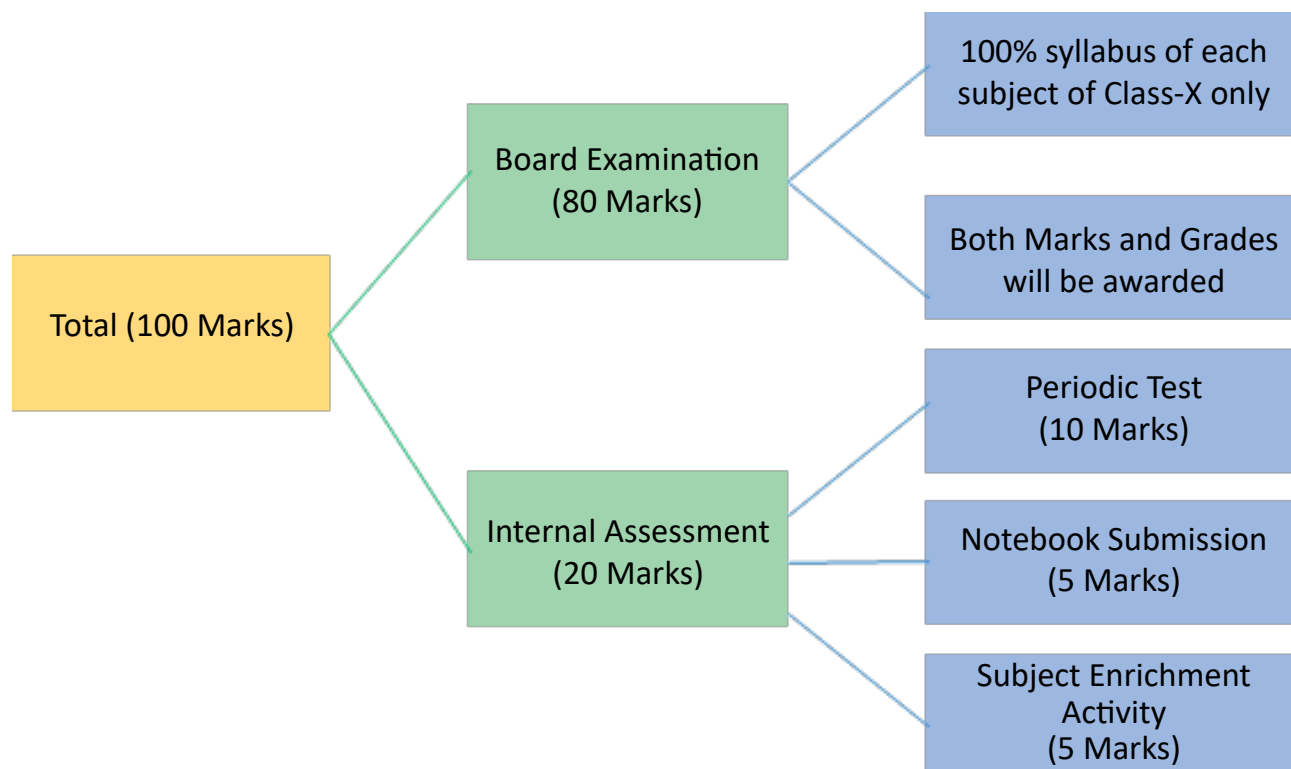 Total (100 Marks)
Board Examination
(80 Marks)
100% syllabus of each
subject of Class-X only
Both Marks and Grades
will be awarded
Internal Assessment
(20 Marks)
Periodic Test
(10 Marks)
Notebook Submission
(5 Marks)
Subject Enrichment
Activity
(5 Marks)